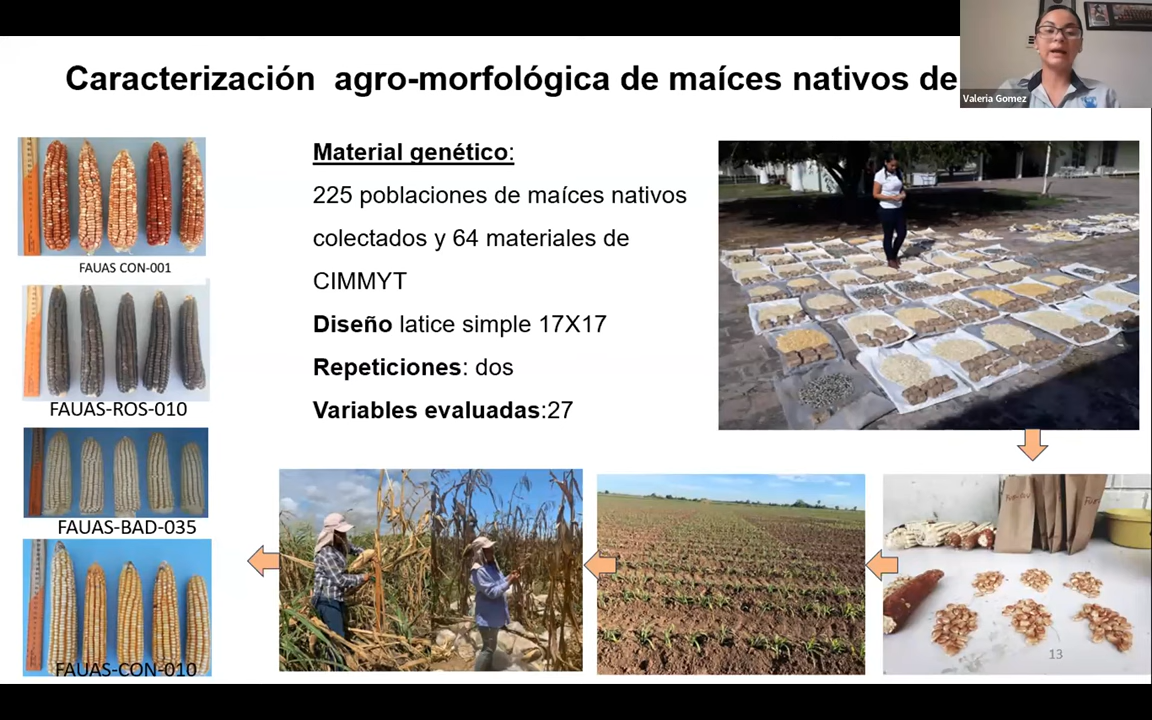 Caracterización agro-morfológica de maíces nativos de
Valeria Gomez
Material genético:
225 poblaciones de maíces nativos
colectados y 64 materiales de
CIMMYT
Diseño latice simple 17X17
Repeticiones: dos
Variables evaluadas:27
FAUAS CON-001
FAUAS-ROS-010
FAUAS-BAD-035
FAUAS-CON-010
13